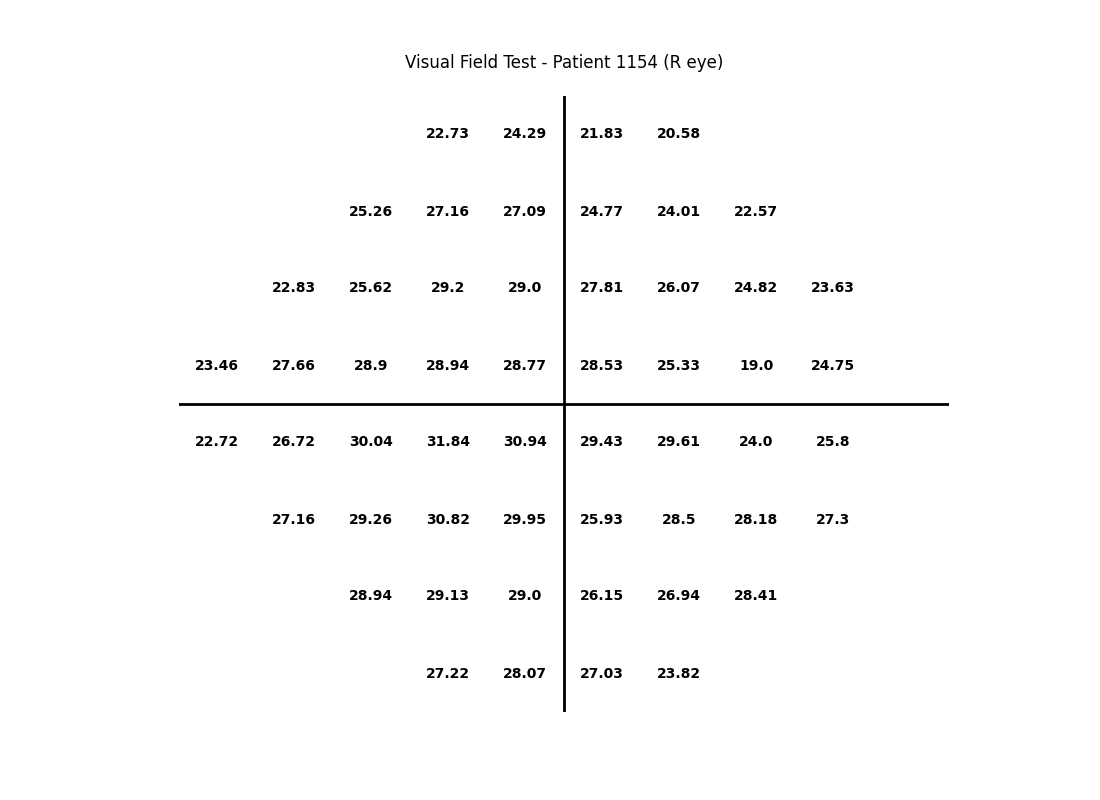 Visual Field Test - Patient 1154 (R eye)
22.73 24.29 21.83 20.58
25.26 27.16 27.09 24.77 24.01 22.57
22.83 25.62 29.2 29.0 27.81 26.07 24.82 23.63
23.46 27.66 28.9 28.94 28.77 28.53 25.33 19.0 24.75
22.72 26.72 30.04 31.84 30.94 29.43 29.61 24.0 25.8
27.16 29.26 30.82 29.95 25.93 28.5 28.18 27.3
28.94 29.13 29.0 26.15 26.94 28.41
27.22 28.07 27.03 23.82